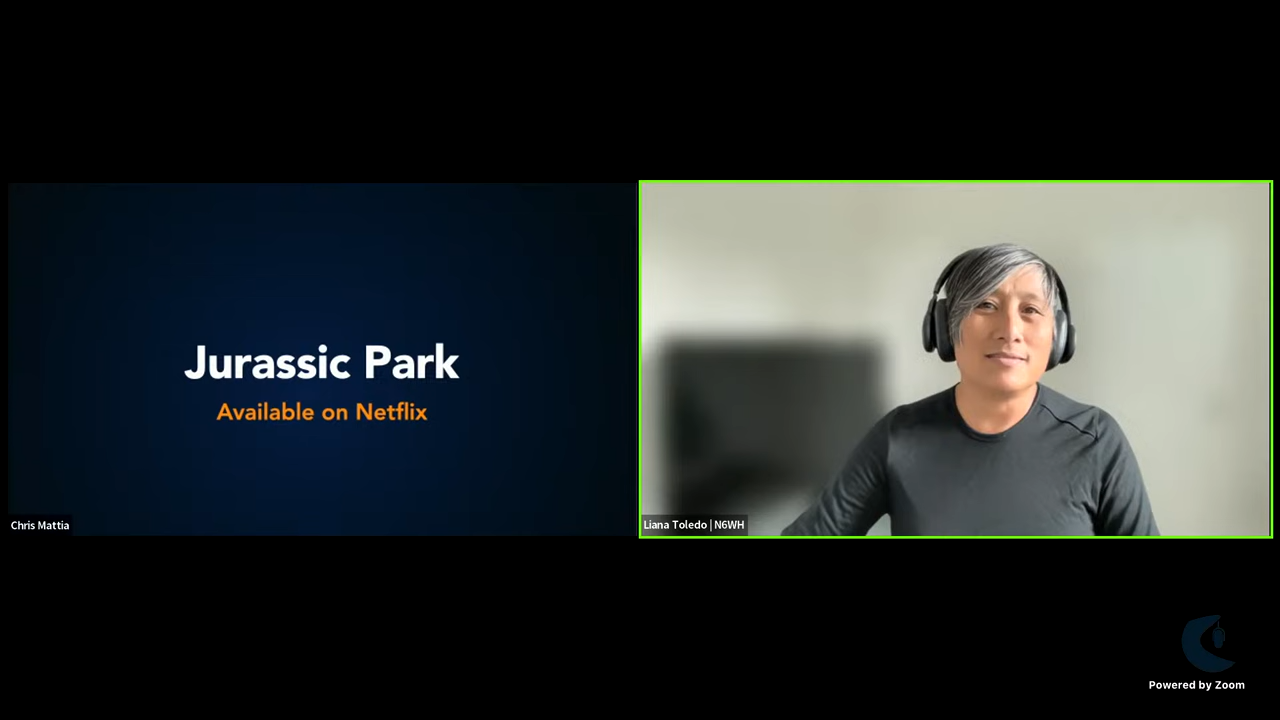 Jurassic Park
Available on Netflix
Chris Mattia
Liana Toledo | N6WH
Powered by Zoom